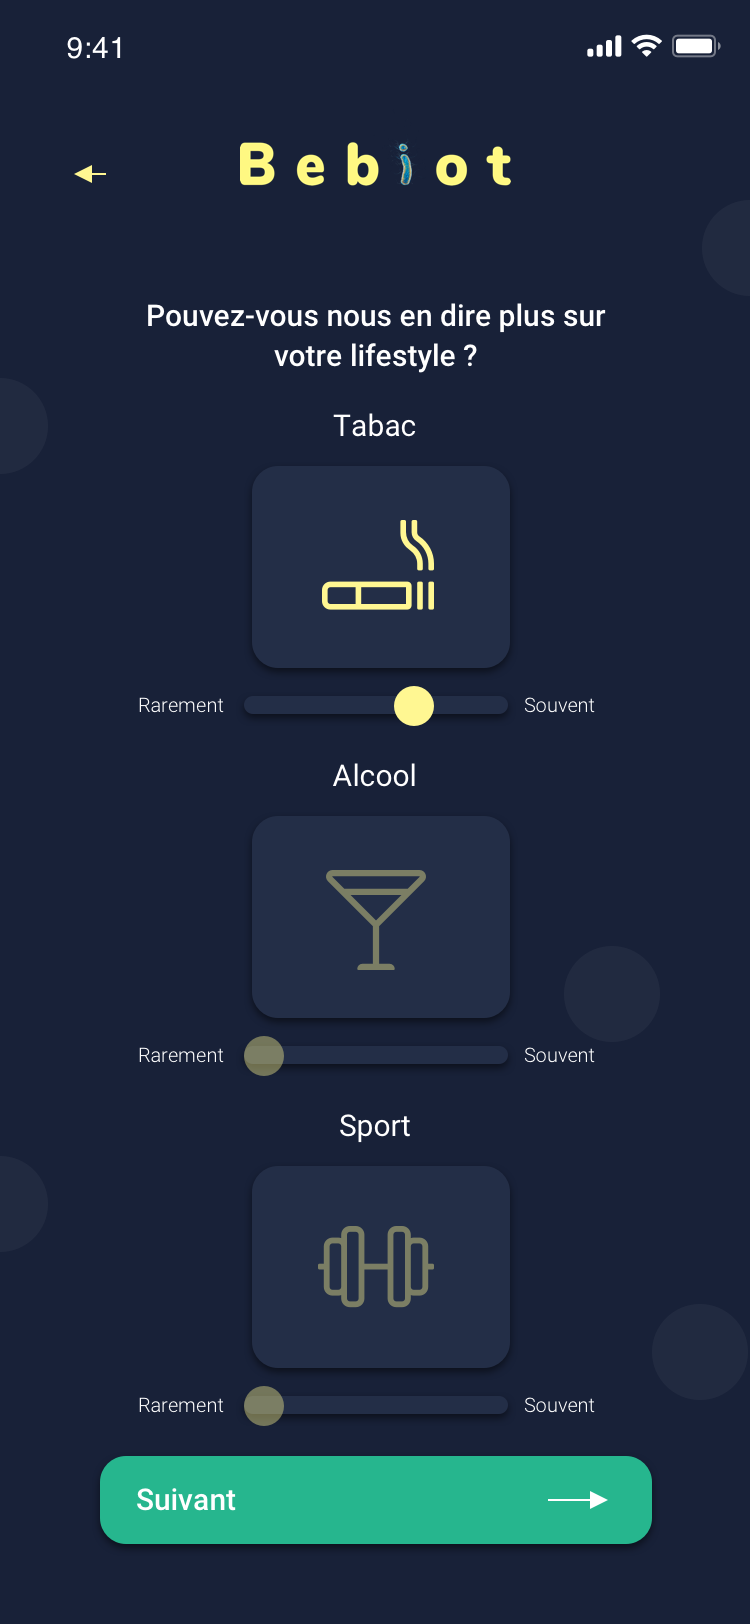 9:41
Bebiot
Pouvez-vous nous en dire plus sur
votre lifestyle ?
Tabac
Rarement Souvent
Alcool
Rarement Souvent
Sport
Rarement Souvent
Suivant